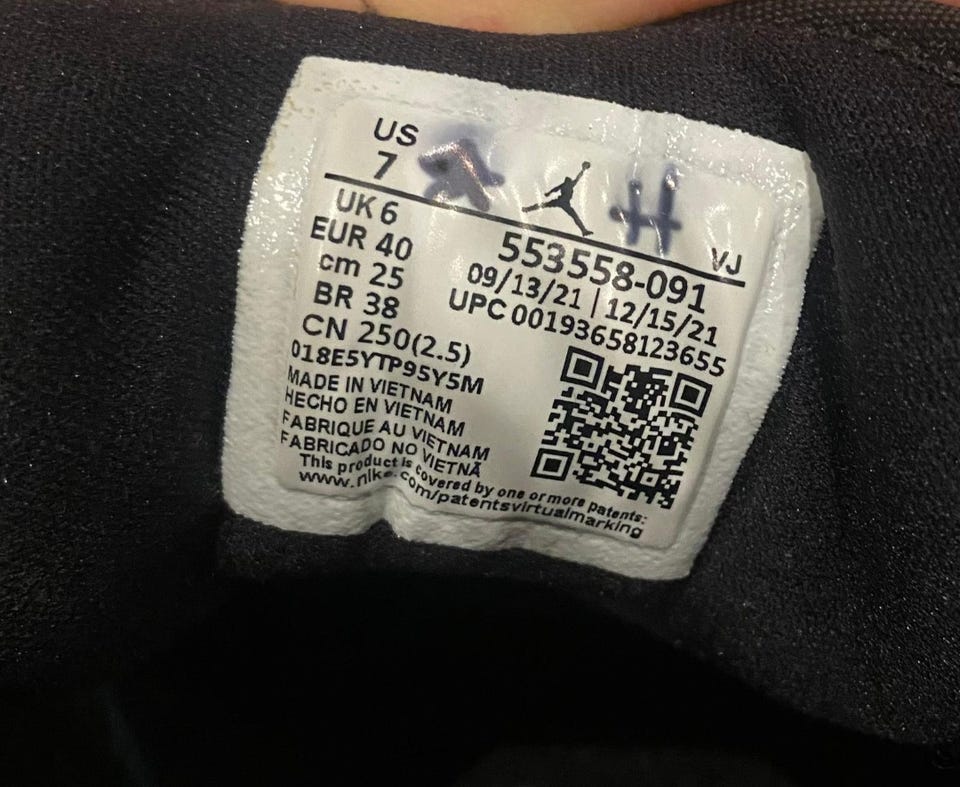 US
7
H
VJ
UK 6
EUR 40
cm 25
BR 38
CN 250(2.5)
553558-091
09/13/21 | 12/15/21
UPC 00193658123655
018E5YTP95Y5M
MADE IN VIETNAM
HECHO EN VIETNAM
FABRIQUE AU VIETNAM
FABRICADO NO VIETNÃ
This product is covered by one or more patents:
www.nike.com/patentsvirtualmarking